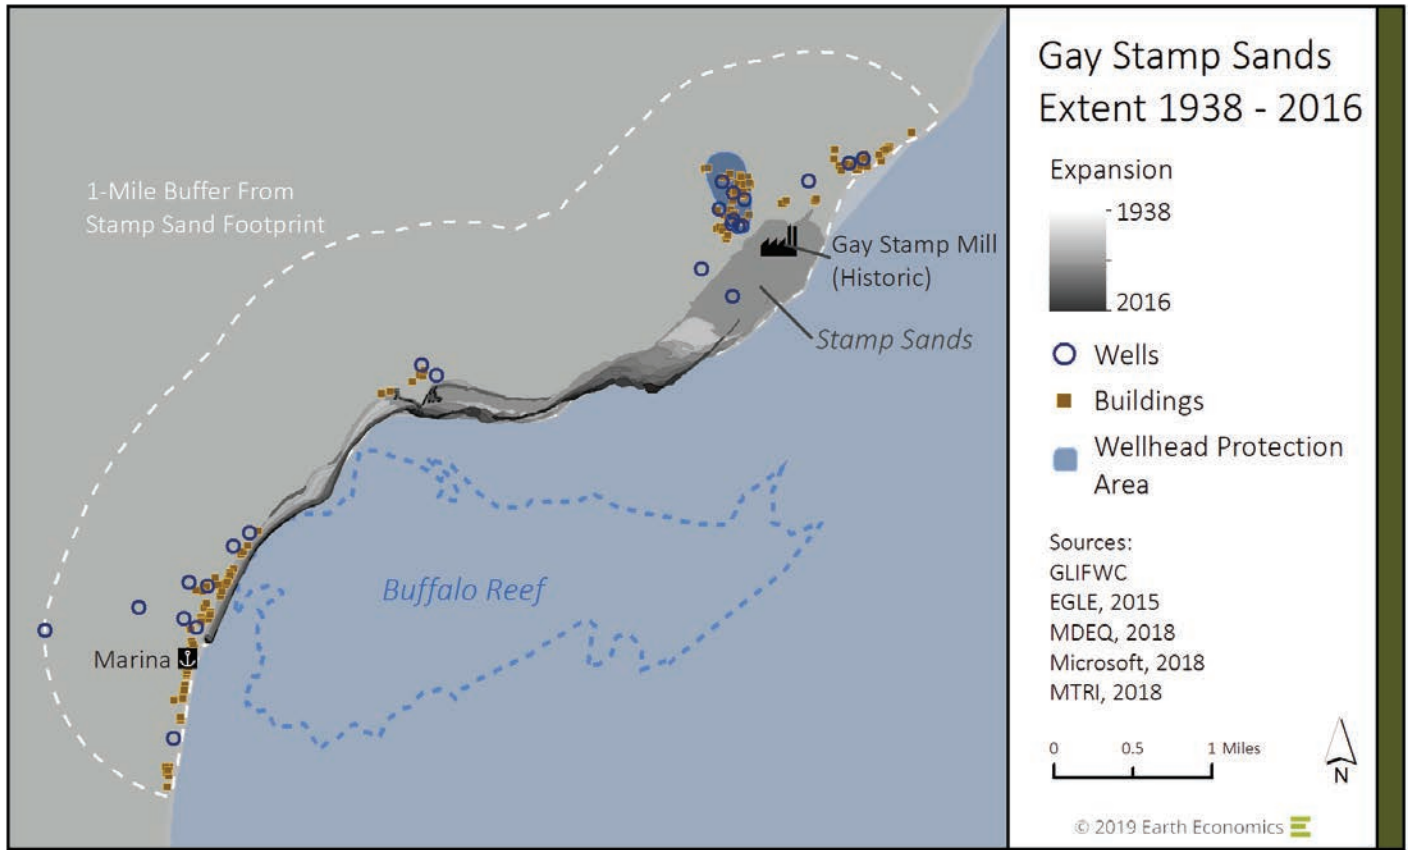 Gay Stamp Sands
Extent 1938 - 2016
Expansion
1938
2016
Wells
Buildings
Wellhead Protection
Area
Sources:
GLIFWC
EGLE, 2015
MDEQ, 2018
Microsoft, 2018
MTRI, 2018
0 0.5 1 Miles
N
© 2019 Earth Economics
1-Mile Buffer From
Stamp Sand Footprint
Gay Stamp Mill
(Historic)
Stamp Sands
Buffalo Reef
Marina